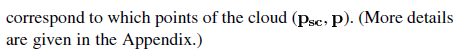 correspond to which points of the cloud (p_sc, p). (More details
are given in the Appendix.)